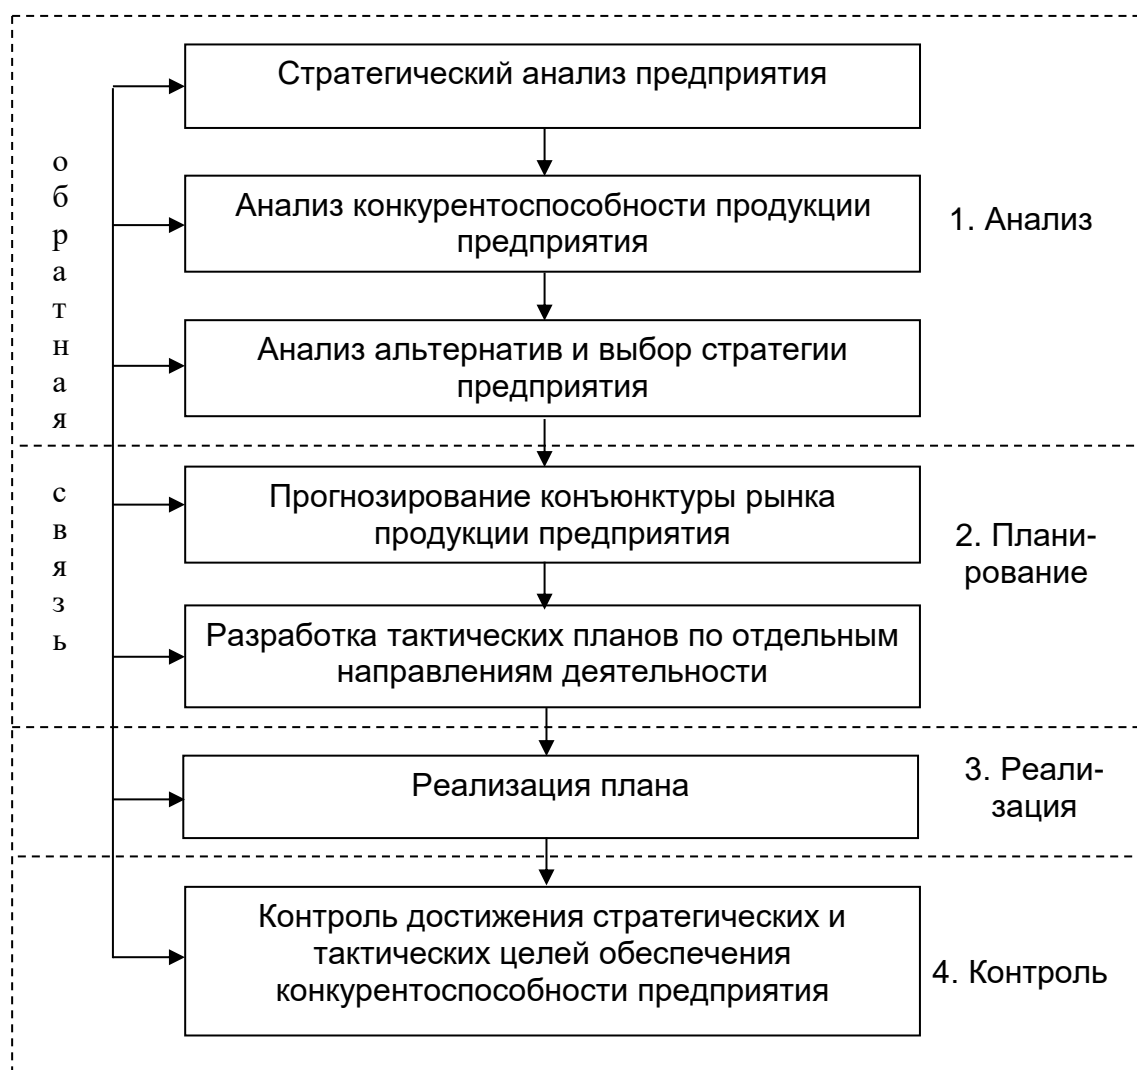 обратная
связь
Стратегический анализ предприятия
Анализ конкурентоспособности продукции
предприятия
Анализ альтернатив и выбор стратегии
предприятия
1. Анализ
Прогнозирование конъюнктуры рынка
продукции предприятия
Разработка тактических планов по отдельным
направлениям деятельности
2. Плани-
рование
Реализация плана
3. Реали-
зация
Контроль достижения стратегических и
тактических целей обеспечения
конкурентоспособности предприятия
4. Контроль